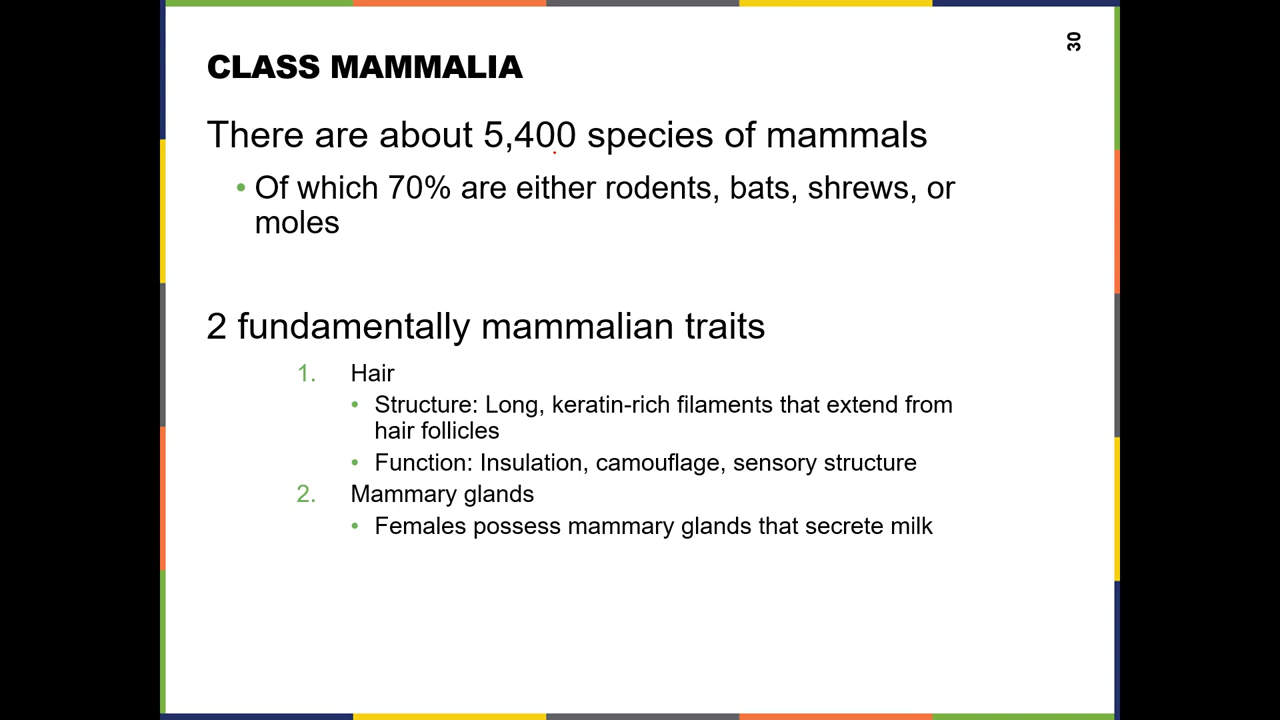 30
CLASS MAMMALIA
There are about 5,400 species of mammals
• Of which 70% are either rodents, bats, shrews, or
moles
2 fundamentally mammalian traits
1. Hair
• Structure: Long, keratin-rich filaments that extend from
hair follicles
• Function: Insulation, camouflage, sensory structure
2. Mammary glands
• Females possess mammary glands that secrete milk